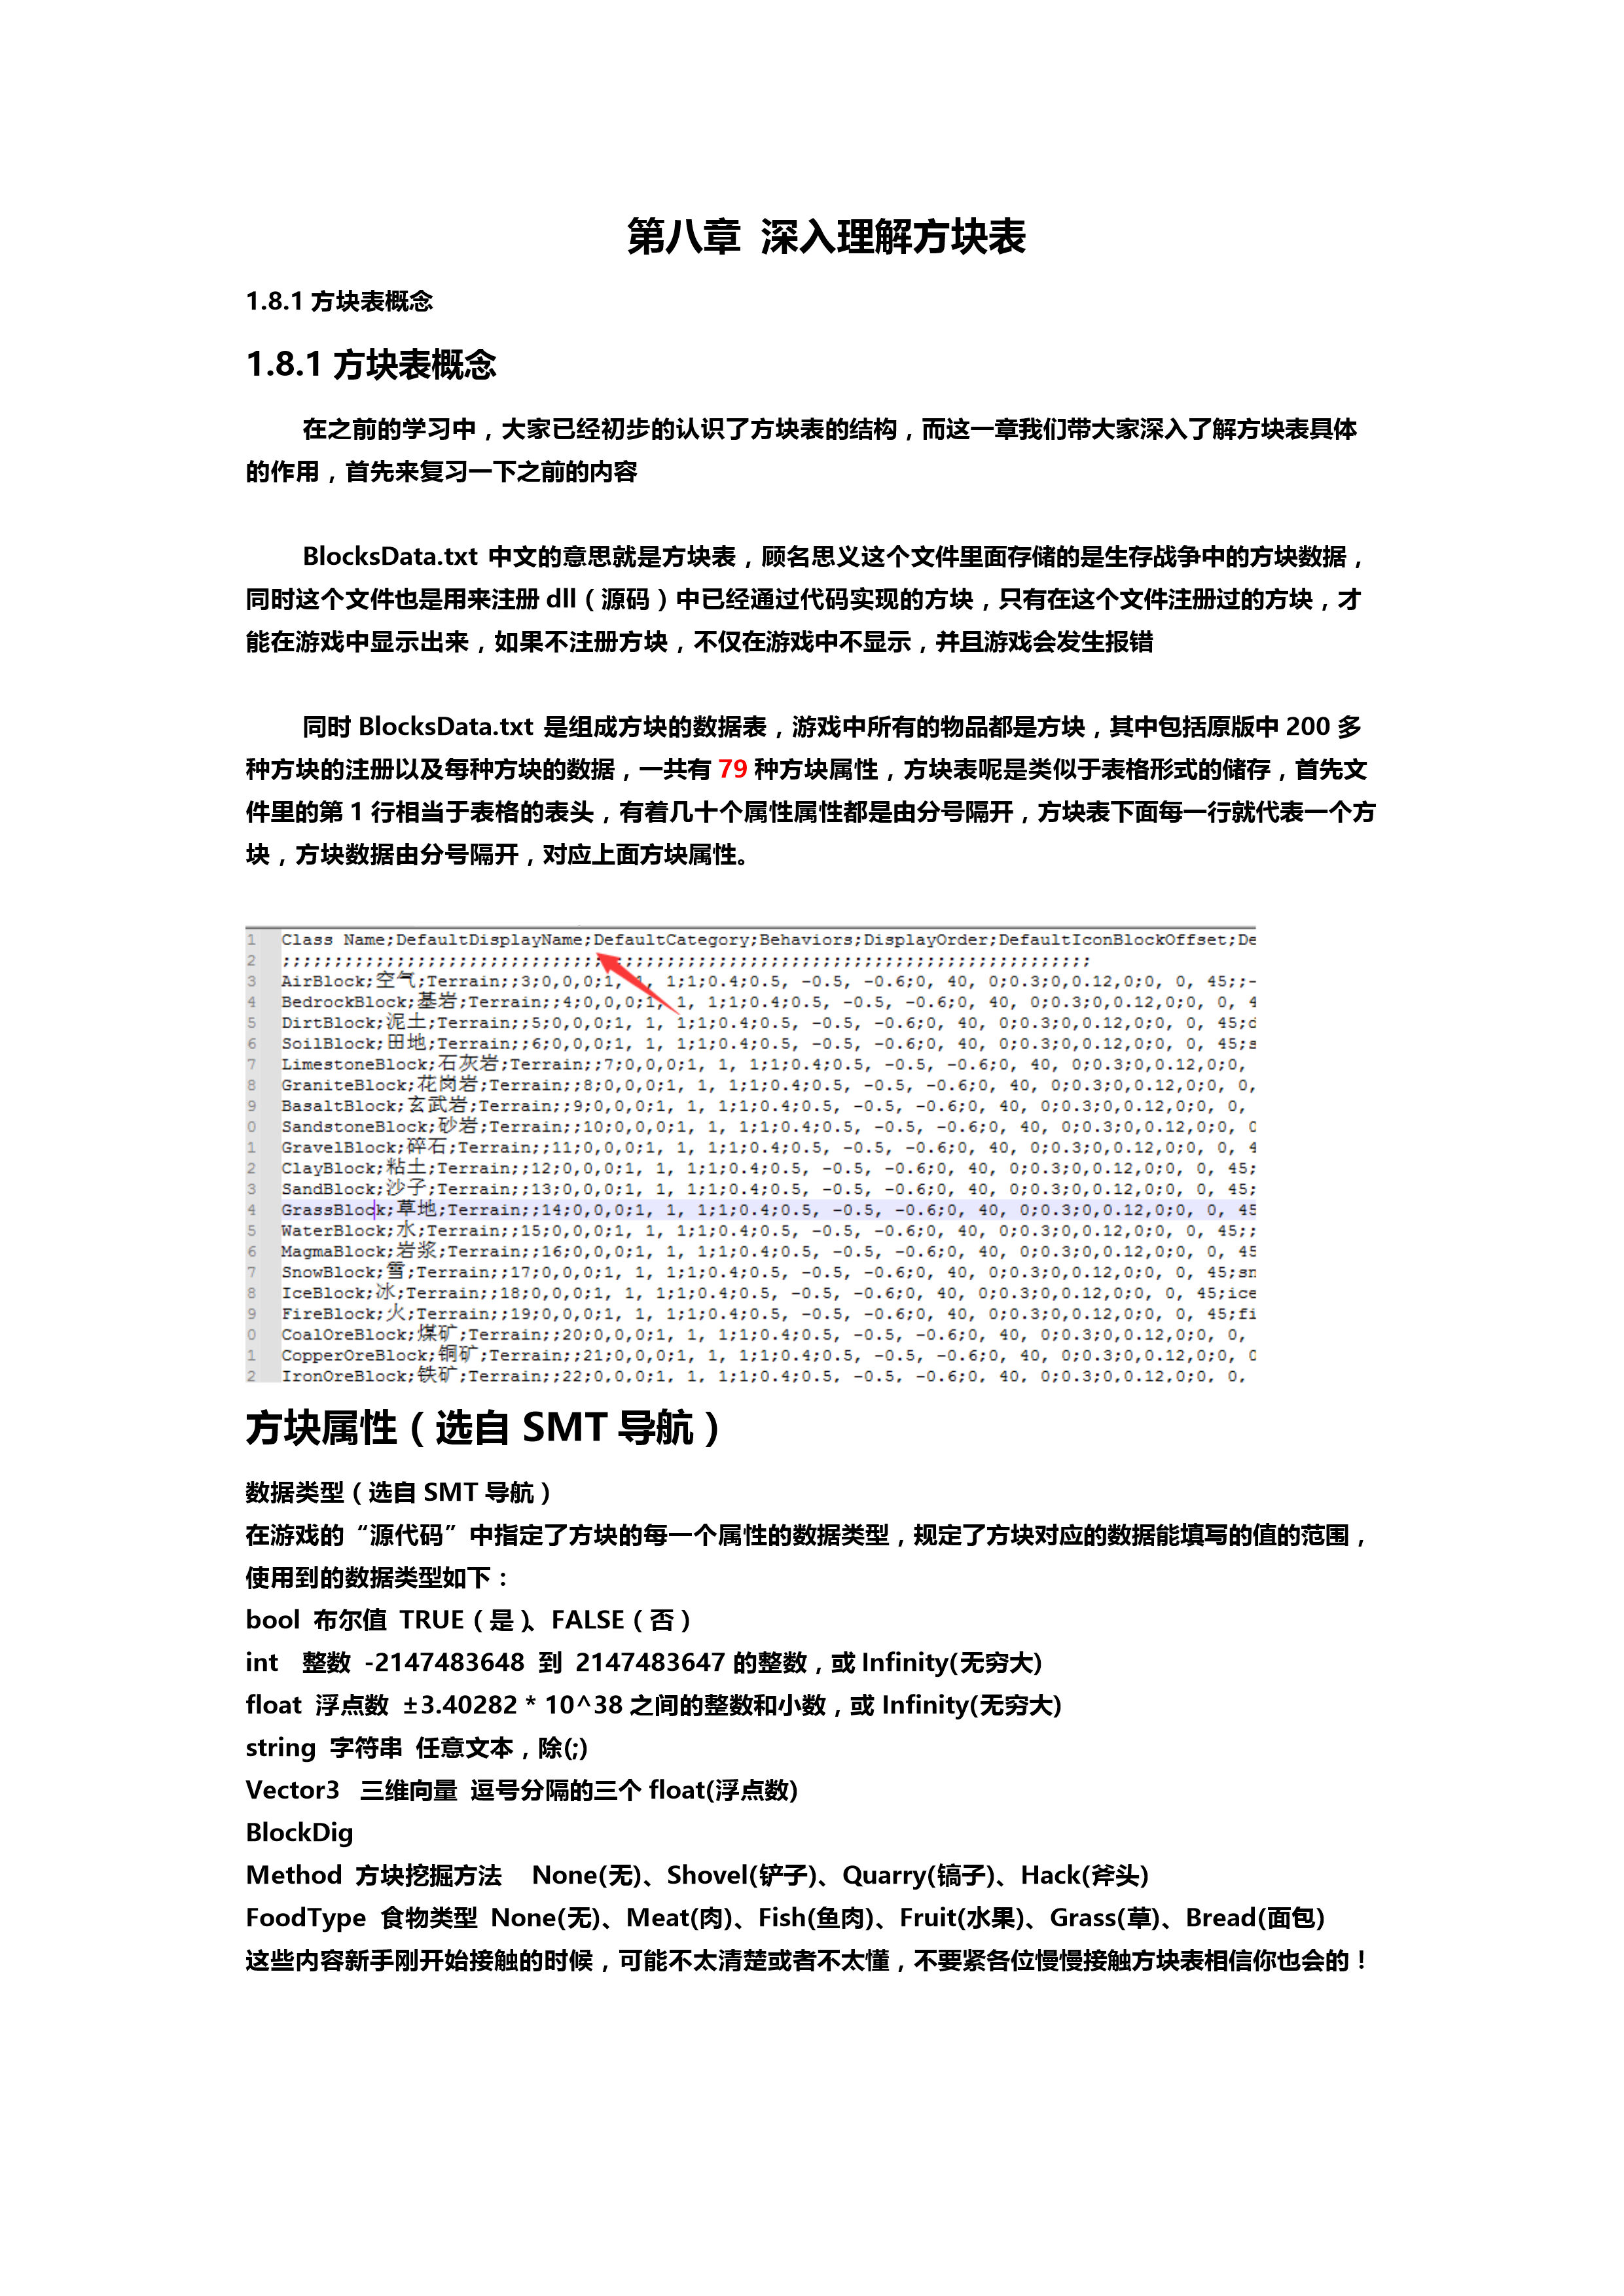 第八章 深入理解方块表
1.8.1 方块表概念
1.8.1 方块表概念
在之前的学习中，大家已经初步的认识了方块表的结构，而这一章我们带大家深入了解方块表具体
的作用，首先来复习一下之前的内容
BlocksData.txt 中文的意思就是方块表，顾名思义这个文件里面存储的是生存战争中的方块数据，
同时这个文件也是用来注册 dll（源码）中已经通过代码实现的方块，只有在这个文件注册过的方块，才
能在游戏中显示出来，如果不注册方块，不仅在游戏中不显示，并且游戏会发生报错
同时 BlocksData.txt 是组成方块的数据表，游戏中所有的物品都是方块，其中包括原版中 200 多
种方块的注册以及每种方块的数据，一共有 79 种方块属性，方块表呢是类似于表格形式的储存，首先文
件里的第 1 行相当于表格的表头，有着几十个属性属性都是由分号隔开，方块表下面每一行就代表一个方
块，方块数据由分号隔开，对应上面方块属性。
1 Class Name;DefaultDisplayName;DefaultCategory;Behaviors;DisplayOrder;DefaultIconBlockOffset;De
2 ;;;;;;;;;;;;;;;;;;;;;;;;;;;;;;;;;;;;;;;;;;;;;;;;;;;;;;;;;;;;;;;;;;;;;;;;;;;;;;
3 AirBlock;空气;Terrain;;3;0,0,0;1, 1, 1;1;0.4;0.5, -0.5, -0.6;0, 40, 0;0.3;0,0.12,0;0, 0, 45;;-
4 BedrockBlock;基岩;Terrain;;4;0,0,0;1, 1, 1;1;0.4;0.5, -0.5, -0.6;0, 40, 0;0.3;0,0.12,0;0, 0, 4
5 DirtBlock;泥土;Terrain;;5;0,0,0;1, 1, 1;1;0.4;0.5, -0.5, -0.6;0, 40, 0;0.3;0,0.12,0;0, 0, 45;d
6 SoilBlock;田地;Terrain;;6;0,0,0;1, 1, 1;1;0.4;0.5, -0.5, -0.6;0, 40, 0;0.3;0,0.12,0;0, 0, 45;s
7 LimestoneBlock;石灰岩;Terrain;;7;0,0,0;1, 1, 1;1;0.4;0.5, -0.5, -0.6;0, 40, 0;0.3;0,0.12,0;0,
8 GraniteBlock;花岗岩;Terrain;;8;0,0,0;1, 1, 1;1;0.4;0.5, -0.5, -0.6;0, 40, 0;0.3;0,0.12,0;0, 0,
9 BasaltBlock;玄武岩;Terrain;;9;0,0,0;1, 1, 1;1;0.4;0.5, -0.5, -0.6;0, 40, 0;0.3;0,0.12,0;0, 0,
0 SandstoneBlock;砂岩;Terrain;;10;0,0,0;1, 1, 1;1;0.4;0.5, -0.5, -0.6;0, 40, 0;0.3;0,0.12,0;0, 0
1 GravelBlock;碎石;Terrain;;11;0,0,0;1, 1, 1;1;0.4;0.5, -0.5, -0.6;0, 40, 0;0.3;0,0.12,0;0, 0, 4
2 ClayBlock;粘土;Terrain;;12;0,0,0;1, 1, 1;1;0.4;0.5, -0.5, -0.6;0, 40, 0;0.3;0,0.12,0;0, 0, 45;
3 SandBlock;沙子;Terrain;;13;0,0,0;1, 1, 1;1;0.4;0.5, -0.5, -0.6;0, 40, 0;0.3;0,0.12,0;0, 0, 45;
4 GrassBlock;草地;Terrain;;14;0,0,0;1, 1, 1;1;0.4;0.5, -0.5, -0.6;0, 40, 0;0.3;0,0.12,0;0, 0, 45
5 WaterBlock;水;Terrain;;15;0,0,0;1, 1, 1;1;0.4;0.5, -0.5, -0.6;0, 40, 0;0.3;0,0.12,0;0, 0, 45;;
6 MagmaBlock;岩浆;Terrain;;16;0,0,0;1, 1, 1;1;0.4;0.5, -0.5, -0.6;0, 40, 0;0.3;0,0.12,0;0, 0, 45
7 SnowBlock;雪;Terrain;;17;0,0,0;1, 1, 1;1;0.4;0.5, -0.5, -0.6;0, 40, 0;0.3;0,0.12,0;0, 0, 45;sn
8 IceBlock;冰;Terrain;;18;0,0,0;1, 1, 1;1;0.4;0.5, -0.5, -0.6;0, 40, 0;0.3;0,0.12,0;0, 0, 45;ice
9 FireBlock;火;Terrain;;19;0,0,0;1, 1, 1;1;0.4;0.5, -0.5, -0.6;0, 40, 0;0.3;0,0.12,0;0, 0, 45;fi
0 CoalOreBlock;煤矿;Terrain;;20;0,0,0;1, 1, 1;1;0.4;0.5, -0.5, -0.6;0, 40, 0;0.3;0,0.12,0;0, 0,
1 CopperOreBlock;铜矿;Terrain;;21;0,0,0;1, 1, 1;1;0.4;0.5, -0.5, -0.6;0, 40, 0;0.3;0,0.12,0;0, 0
2 IronOreBlock;铁矿;Terrain;;22;0,0,0;1, 1, 1;1;0.4;0.5, -0.5, -0.6;0, 40, 0;0.3;0,0.12,0;0, 0,
方块属性（选自 SMT 导航）
数据类型（选自 SMT 导航）
在游戏的“源代码”中指定了方块的每一个属性的数据类型，规定了方块对应的数据能填写的值的范围，
使用到的数据类型如下：
bool 布尔值 TRUE（是）、FALSE（否）
int 整数 -2147483648 到 2147483647 的整数，或 Infinity(无穷大)
float 浮点数 ±3.40282 * 10^38 之间的整数和小数，或 Infinity(无穷大)
string 字符串 任意文本，除(;)
Vector3 三维向量 逗号分隔的三个 float(浮点数)
BlockDig
Method 方块挖掘方法 None(无)、Shovel(铲子)、Quarry(镐子)、Hack(斧头)
FoodType 食物类型 None(无)、Meat(肉)、Fish(鱼肉)、Fruit(水果)、Grass(草)、Bread(面包)
这些内容新手刚开始接触的时候，可能不太清楚或者不太懂，不要紧各位慢慢接触方块表相信你也会的！